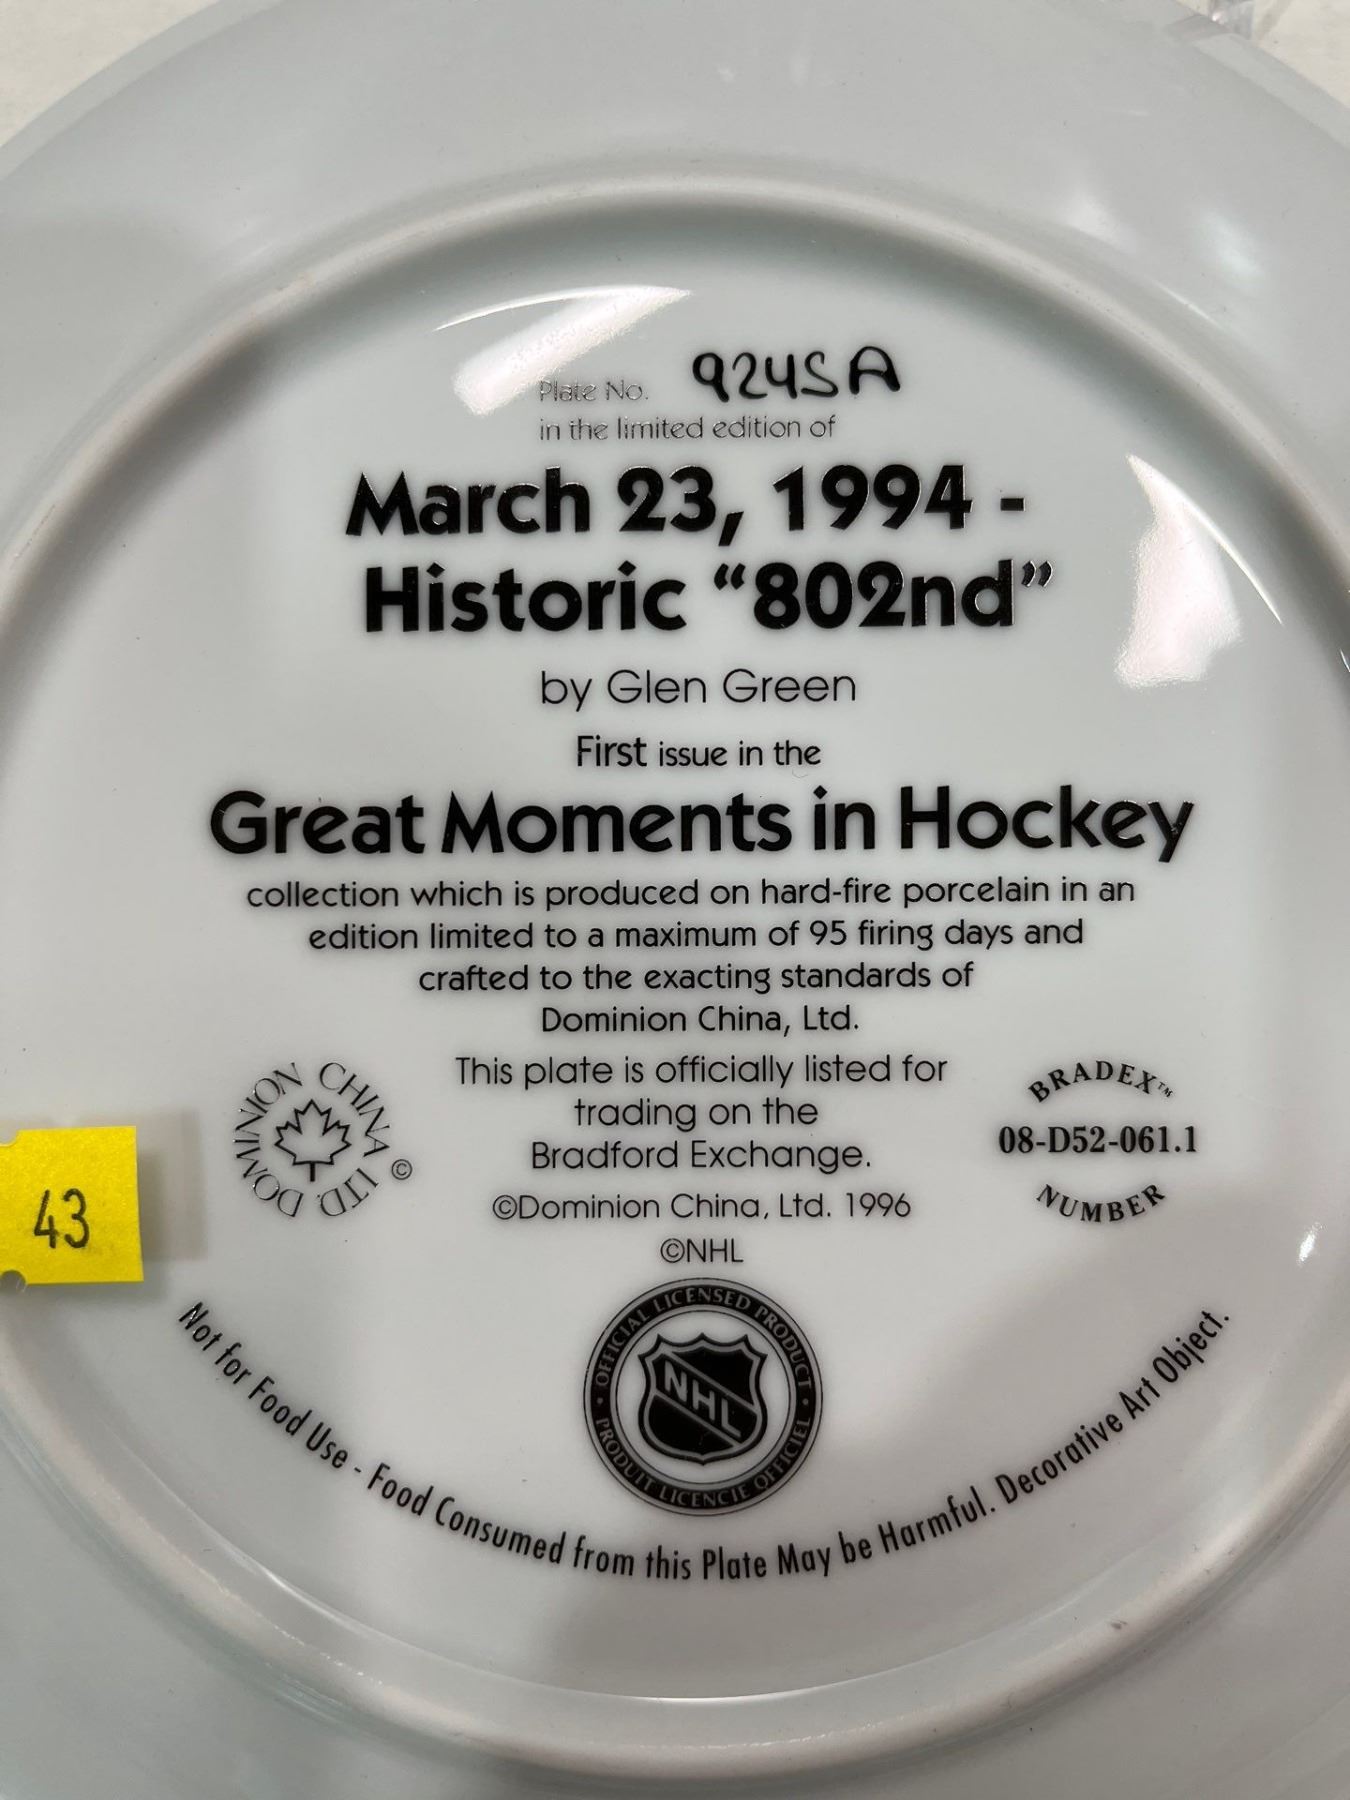 Plate No. 9245A
in the limited edition of
March 23, 1994 -
Historic “802nd”
by Glen Green
First issue in the
Great Moments in Hockey
collection which is produced on hard-fire porcelain in an
edition limited to a maximum of 95 firing days and
crafted to the exacting standards of
Dominion China, Ltd.
DOMINION CHINA LTD. ©
This plate is officially listed for
trading on the
Bradford Exchange.
BRADEX™
08-D52-061.1
NUMBER
©Dominion China, Ltd. 1996
©NHL
43
• OFFICIAL LICENSED PRODUCT •
NHL
PRODUIT LICENCIE OFFICIEL
Not for Food Use - Food Consumed from this Plate May be Harmful. Decorative Art Object.